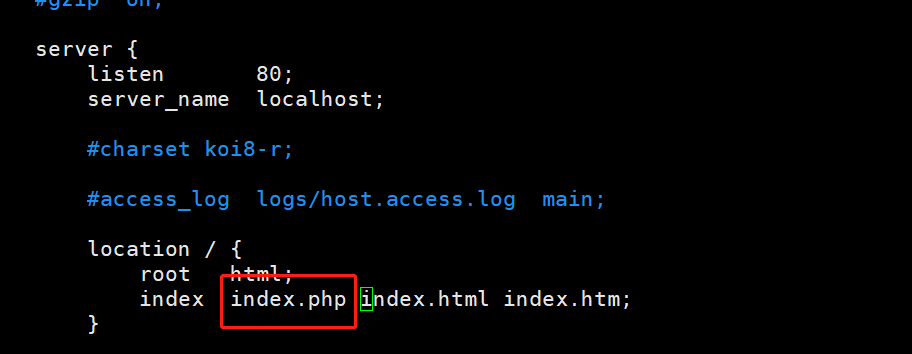 #gzip on;
server {
listen 80;
server_name localhost;
#charset koi8-r;
#access_log logs/host.access.log main;
location / {
root html;
index index.php index.html index.htm;
}